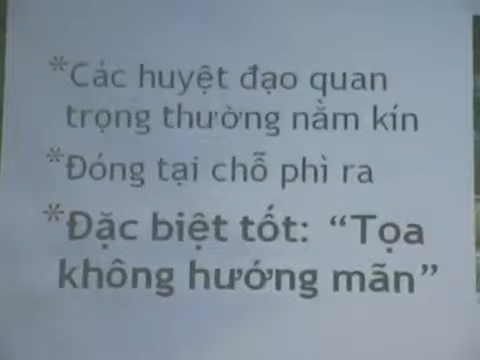 *Các huyệt đạo quan
trọng thường nằm kín
*Đóng tại chỗ phì ra
*Đặc biệt tốt: “Tọa
không hướng mãn”